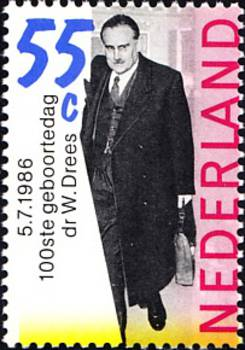 55
c
5.7.1986
100ste geboortedag
dr W. Drees
NEDERLAND